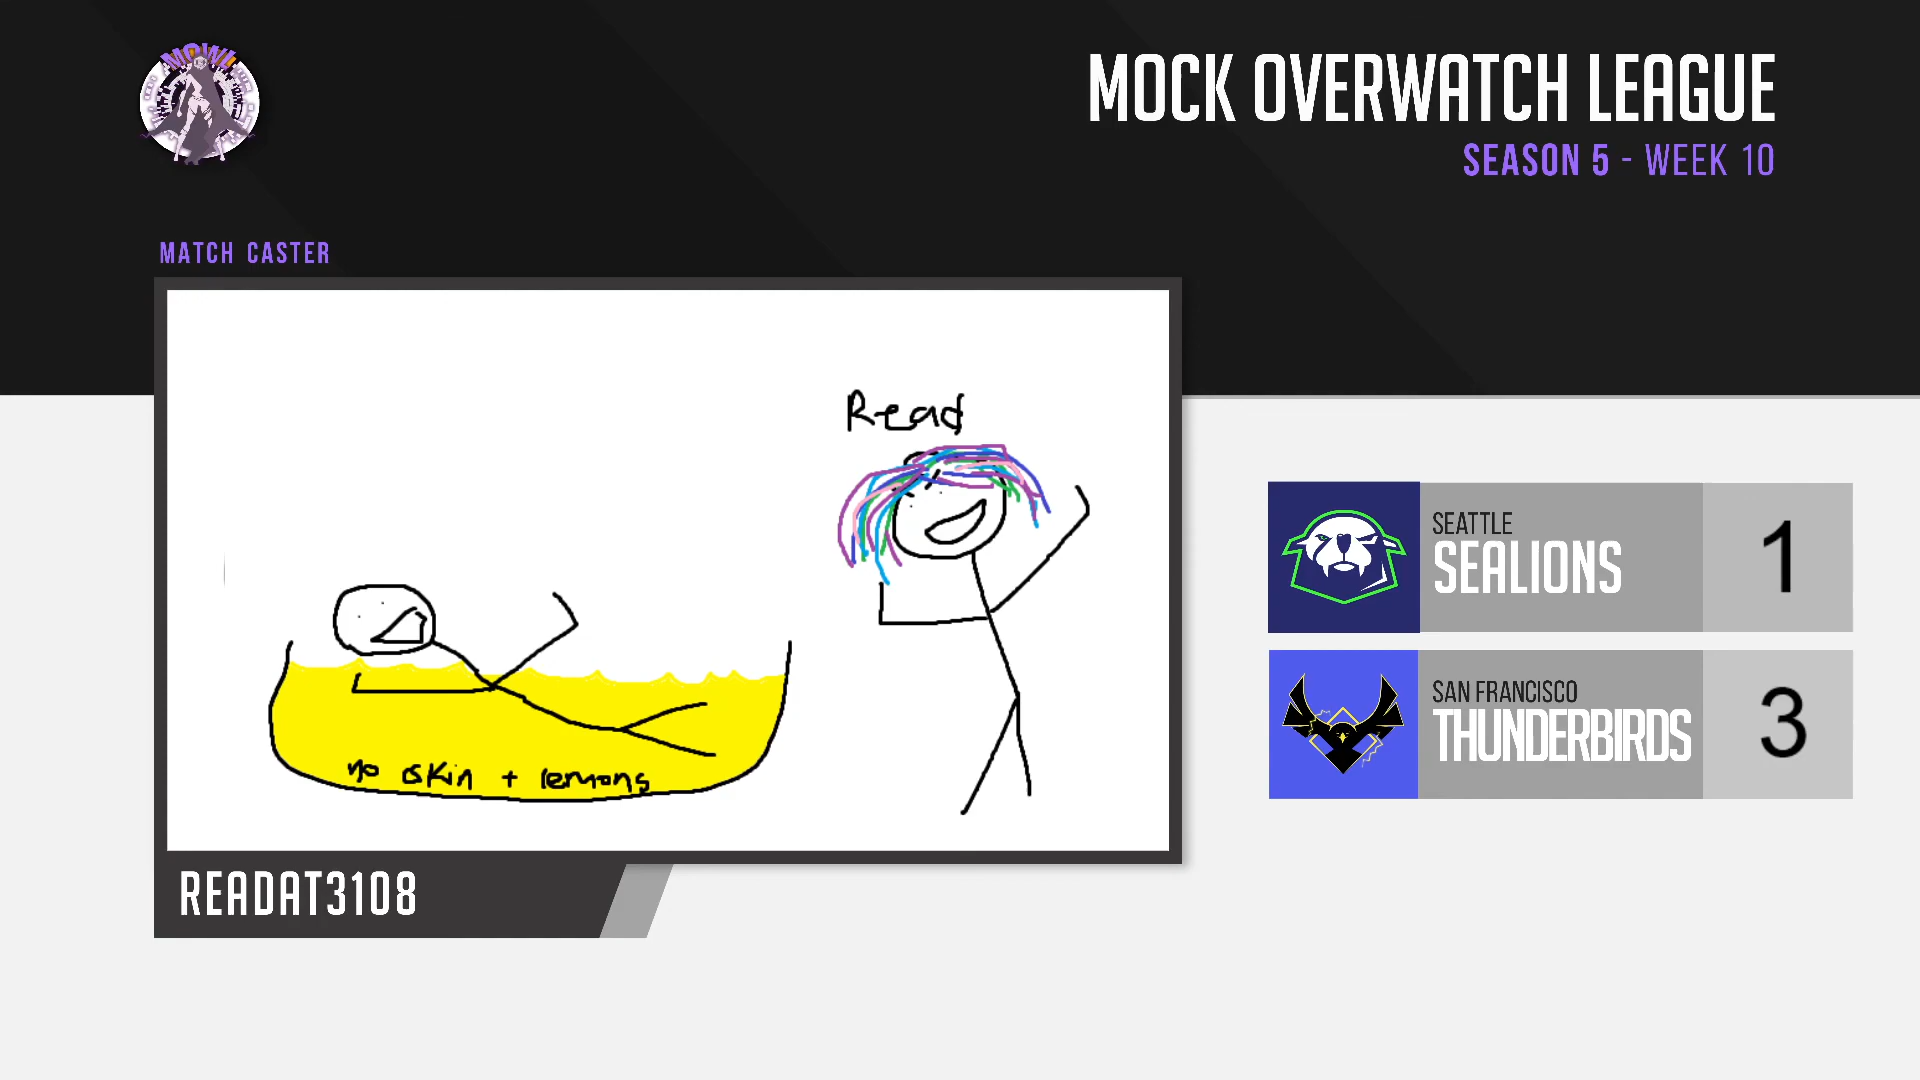 MOWL
MOCK OVERWATCH LEAGUE
SEASON 5 - WEEK 10
MATCH CASTER
Read
no skin + lemons
READAT3108
SEATTLE
SEALIONS
1
SAN FRANCISCO
THUNDERBIRDS
3